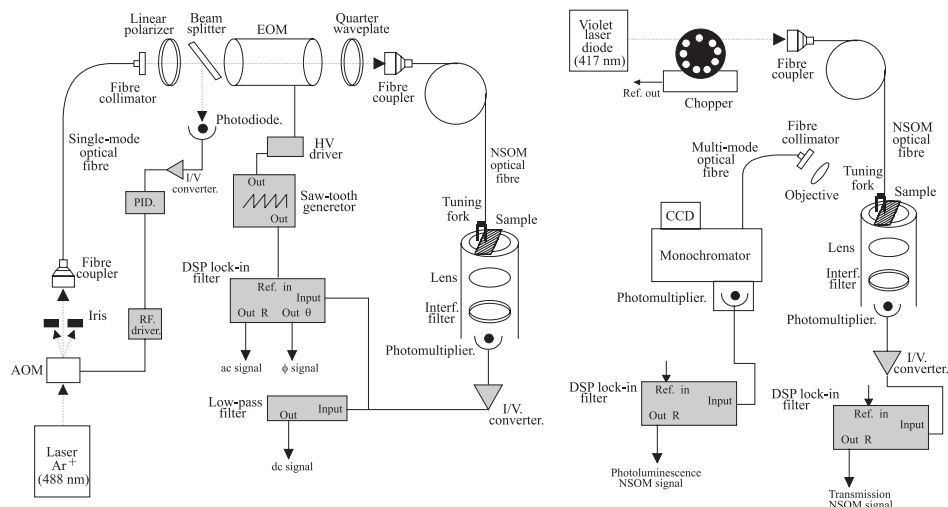 Linear
polarizer
Beam
splitter
EOM
Quarter
waveplate
Fibre
collimator
Fibre
coupler
Photodiode.
Single-mode
optical
fibre
I/V
converter.
HV
driver
NSOM
optical
fibre
PID.
Out
Saw-tooth
generetor
Out
Tuning
fork
Sample
Fibre
coupler
DSP lock-in
filter
Ref. in
Input
Out R
Out θ
Lens
Interf.
filter
Iris
RF.
driver.
Photomultiplier.
AOM
ac signal
ϕ signal
Low-pass
filter
Input
Out
I/V.
converter.
Laser
Ar+
(488 nm)
dc signal
Violet
laser
diode
(417 nm)
Ref. out
Chopper
Fibre
coupler
Fibre
collimator
Multi-mode
optical
fibre
NSOM
optical
fibre
Objective
Tuning
fork
Sample
CCD
Monochromator
Lens
Interf.
filter
Photomultiplier.
Photomultiplier.
I/V.
converter.
DSP lock-in
filter
Ref. in
Input
Out R
DSP lock-in
filter
Ref. in
Input
Out R
Photoluminescence
NSOM signal
Transmission
NSOM signal